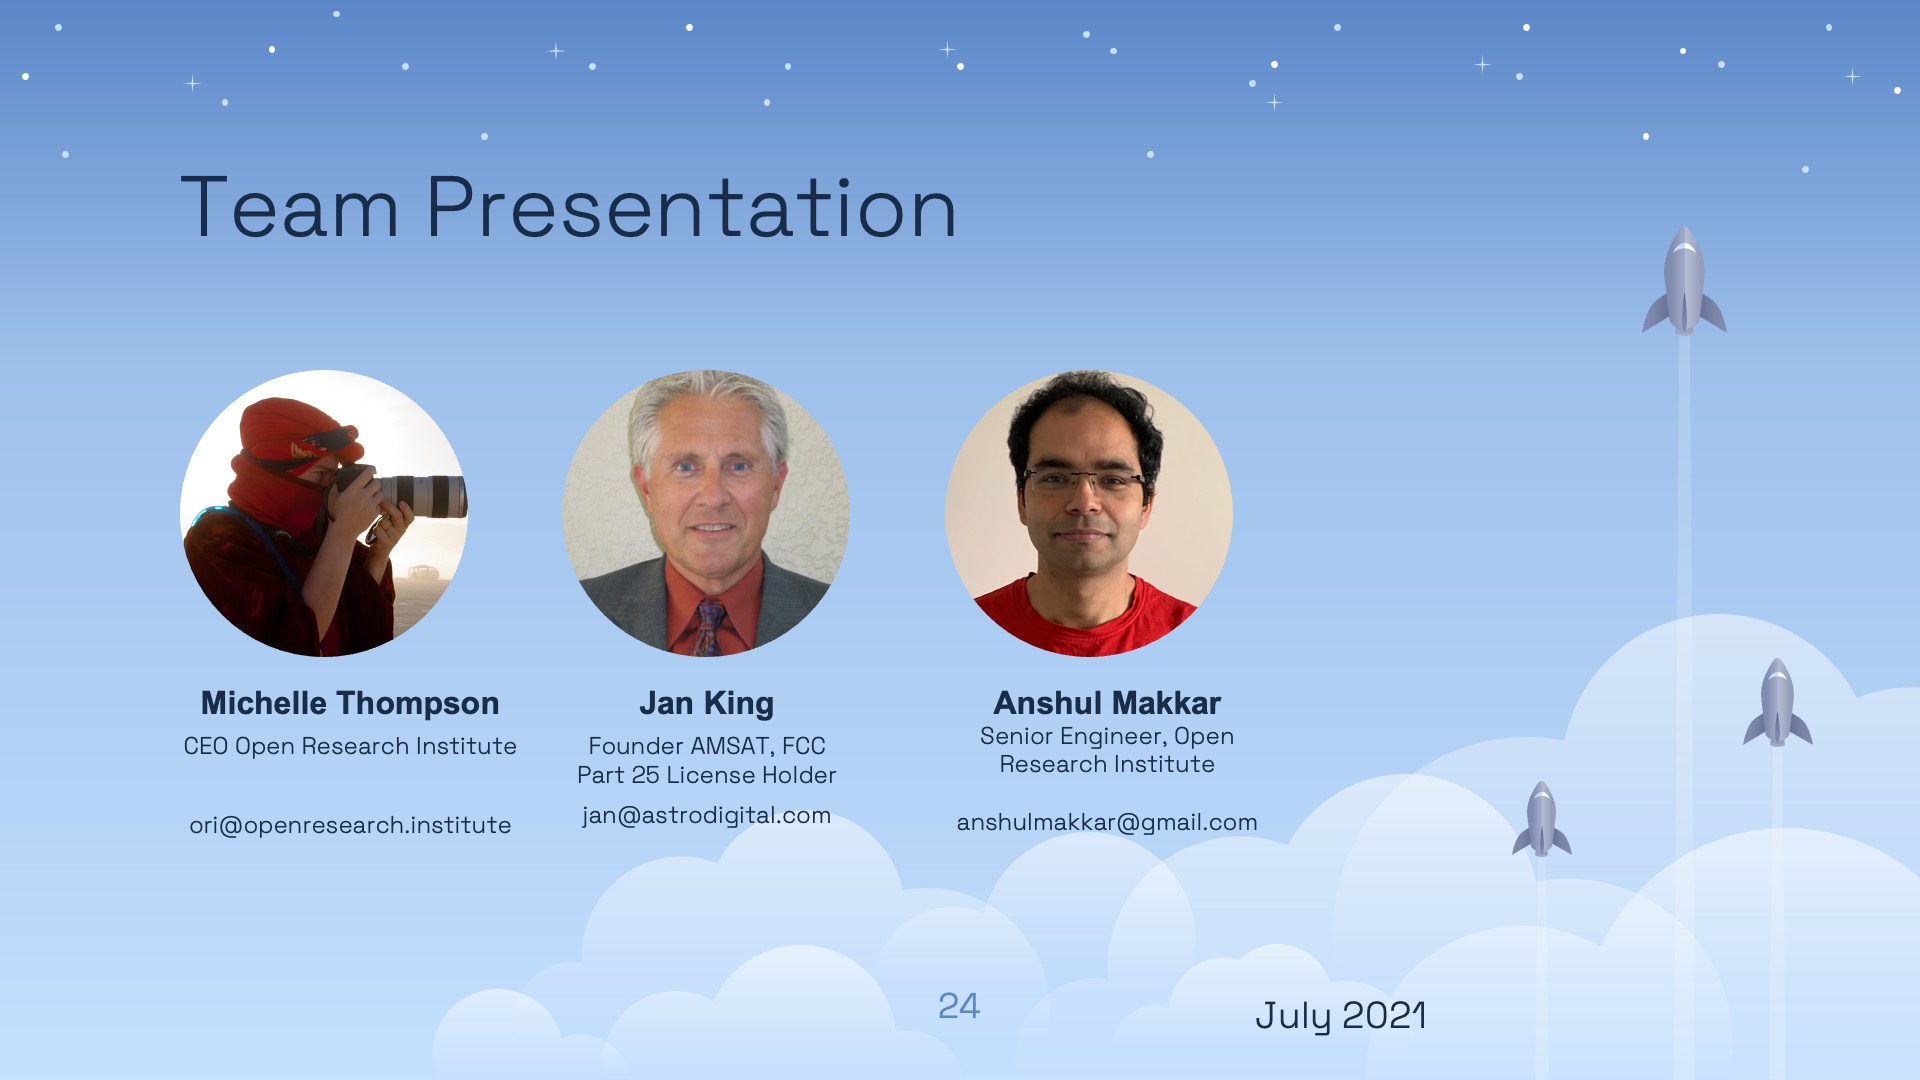 Team Presentation
Michelle Thompson
CEO Open Research Institute
ori@openresearch.institute
Jan King
Founder AMSAT, FCC
Part 25 License Holder
jan@astrodigital.com
Anshul Makkar
Senior Engineer, Open
Research Institute
anshulmakkar@gmail.com
24
July 2021